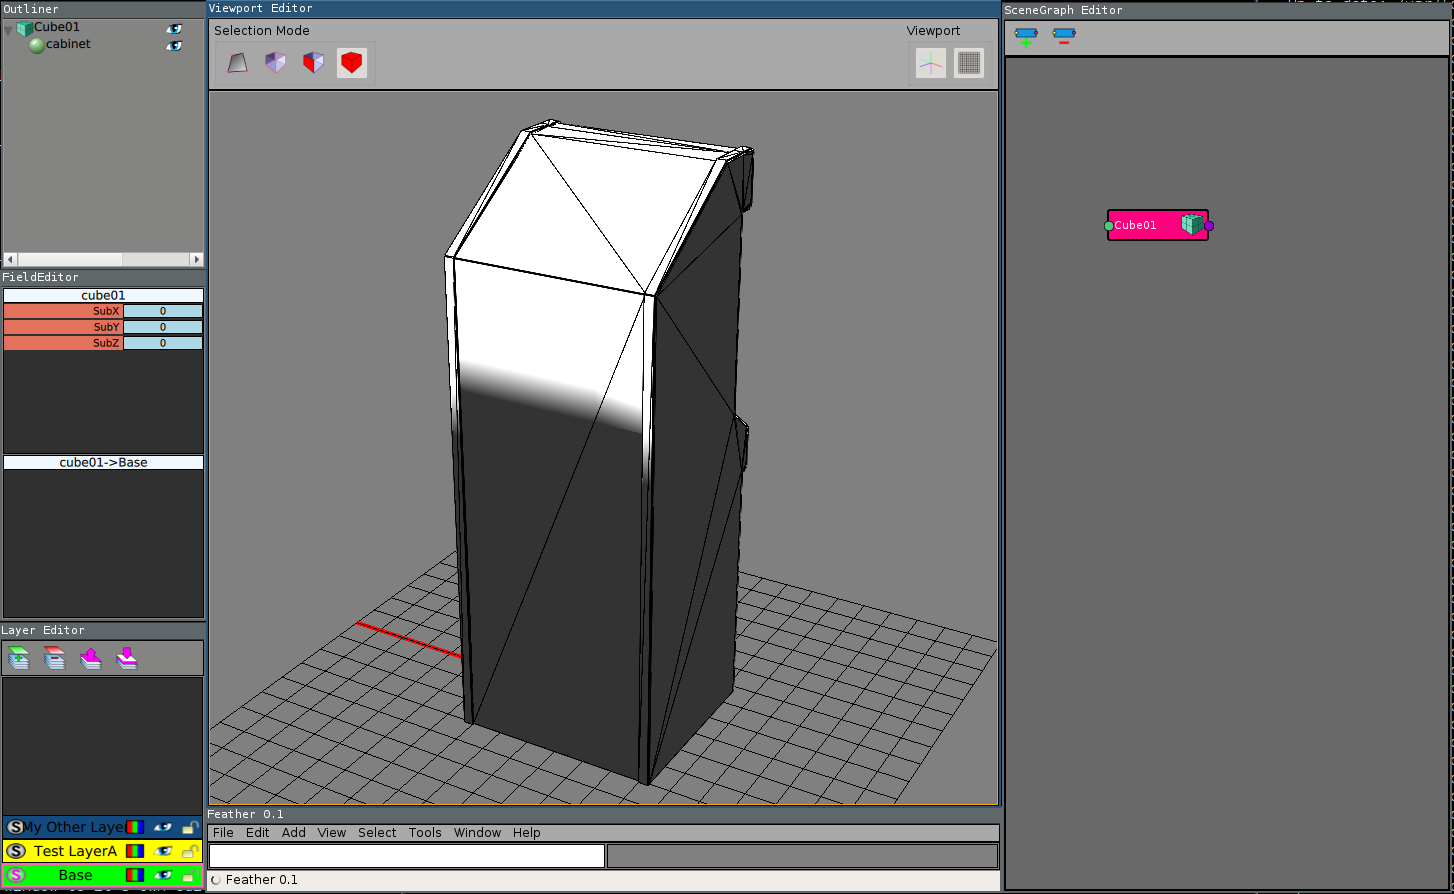 Outliner
Cube01
cabinet
FieldEditor
cube01
SubX 0
SubY 0
SubZ 0
cube01->Base
Layer Editor
S My Other Laye
S Test LayerA
S Base
Viewport Editor
Selection Mode
Viewport
Feather 0.1
File Edit Add View Select Tools Window Help
Feather 0.1
SceneGraph Editor
Cube01